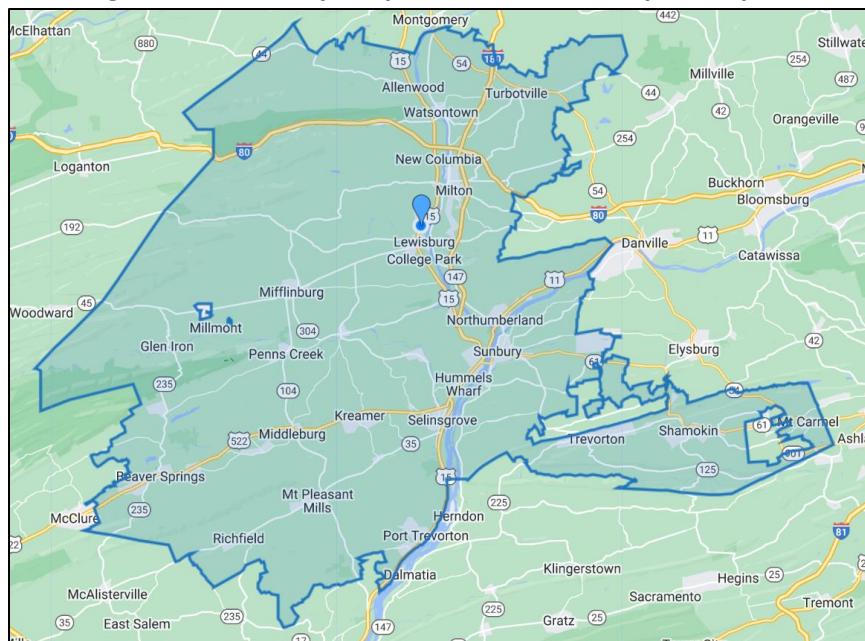 McElhattan
Montgomery
442
880
44
15
54
180
Stillwater
254
Allenwood
Turbotville
Millville
487
Watsontown
44
42
Orangeville
80
254
Loganton
New Columbia
Milton
54
Buckhorn
80
Bloomsburg
192
15
Lewisburg
Danville
11
College Park
Catawissa
147
11
45
Mifflinburg
15
Woodward
Northumberland
Millmont
304
42
Glen Iron
Penns Creek
Sunbury
61
Elysburg
235
Hummels
Wharf
104
54
Kreamer
Selinsgrove
61
Mt Carmel
522
Middleburg
35
Trevorton
Shamokin
901
Ashla
Beaver Springs
15
125
235
Mt Pleasant
Mills
225
McClure
Herndon
22
Richfield
Port Trevorton
81
Dalmatia
Klingerstown
Hegins
25
McAlisterville
Sacramento
Tremont
35
East Salem
235
225
Gratz
25
17
147